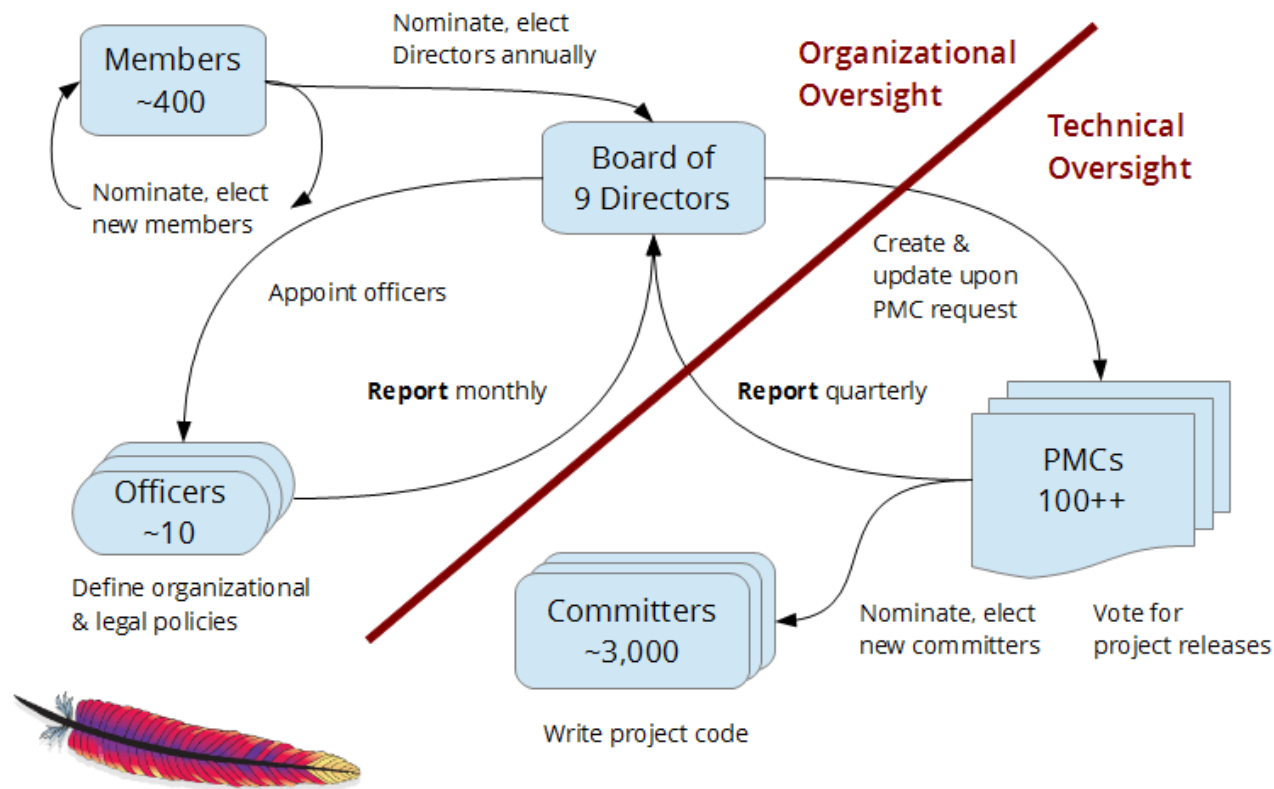 Nominate, elect
Directors annually
Members
~400
Organizational
Oversight
Technical
Oversight
Board of
9 Directors
Nominate, elect
new members
Create &
update upon
PMC request
Appoint officers
Report monthly
Report quarterly
PMCs
100++
Officers
~10
Define organizational
& legal policies
Committers
~3,000
Nominate, elect
new committers
Vote for
project releases
Write project code